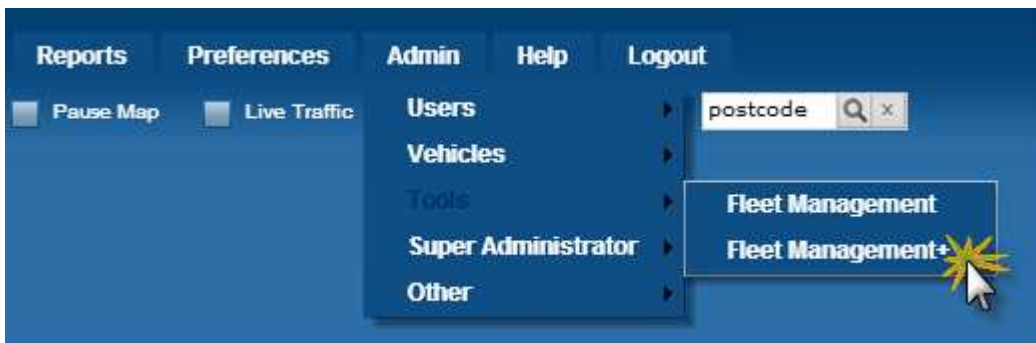 Reports Preferences Admin Help Logout
Pause Map Live Traffic postcode ×
Users
Vehicles
Tools
Fleet Management
Super Administrator
Fleet Management+
Other